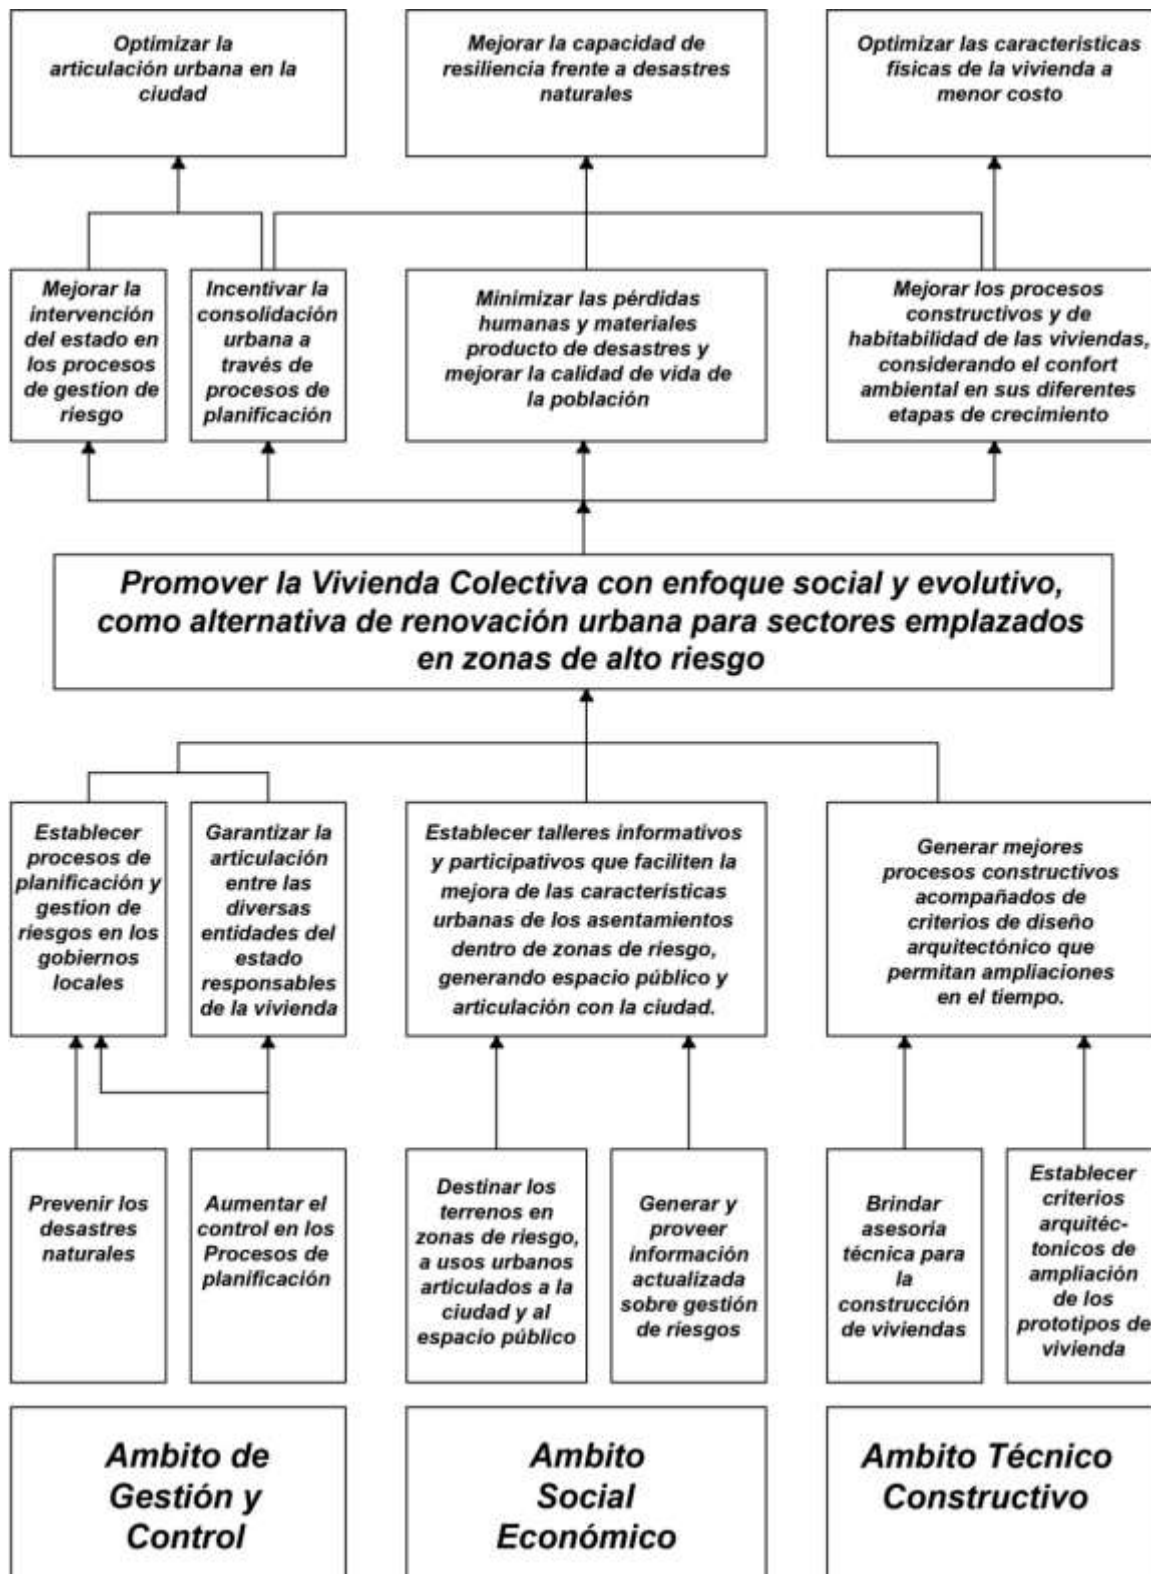 Optimizar la
articulación urbana en la
ciudad
Mejorar la capacidad de
resiliencia frente a desastres
naturales
Optimizar las caracteristicas
físicas de la vivienda a
menor costo
Mejorar la
intervención
del estado en
los procesos
de gestion de
riesgo
Incentivar la
consolidación
urbana a
través de
procesos de
planificación
Minimizar las pérdidas
humanas y materiales
producto de desastres y
mejorar la calidad de vida de
la población
Mejorar los procesos
constructivos y de
habitabilidad de las viviendas,
considerando el confort
ambiental en sus diferentes
etapas de crecimiento
Promover la Vivienda Colectiva con enfoque social y evolutivo,
como alternativa de renovación urbana para sectores emplazados
en zonas de alto riesgo
Establecer
procesos de
planificación y
gestion de
riesgos en los
gobiernos
locales
Garantizar la
articulación
entre las
diversas
entidades del
estado
responsables
de la vivienda
Establecer talleres informativos
y participativos que faciliten la
mejora de las características
urbanas de los asentamientos
dentro de zonas de riesgo,
generando espacio público y
articulación con la ciudad.
Generar mejores
procesos constructivos
acompañados de
criterios de diseño
arquitectónico que
permitan ampliaciones
en el tiempo.
Prevenir los
desastres
naturales
Aumentar el
control en los
Procesos de
planificación
Destinar los
terrenos en
zonas de riesgo,
a usos urbanos
articulados a la
ciudad y al
espacio público
Generar y
proveer
información
actualizada
sobre gestión
de riesgos
Brindar
asesoria
técnica para
la
construcción
de viviendas
Establecer
criterios
arquitéc-
tonicos de
ampliación
de los
prototipos de
vivienda
Ambito de
Gestión y
Control
Ambito
Social
Económico
Ambito Técnico
Constructivo